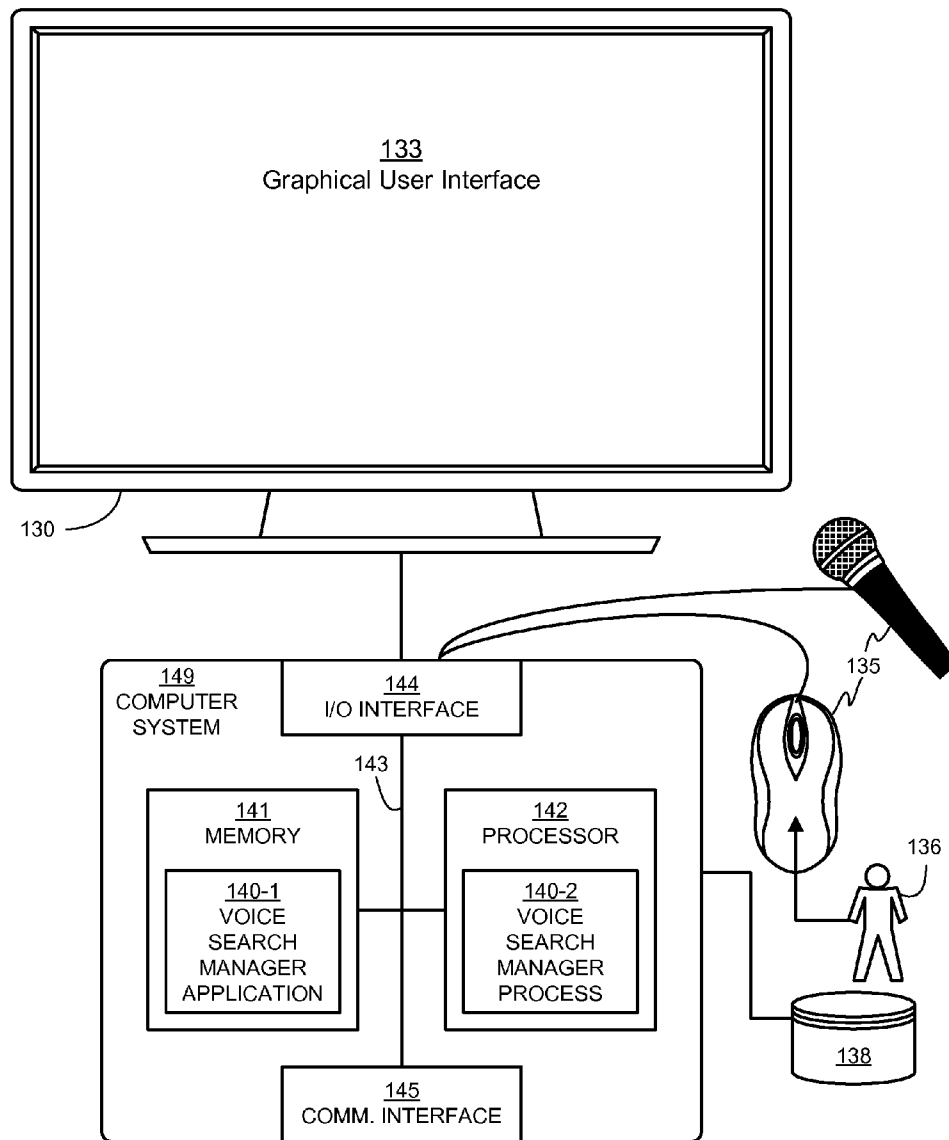 133
Graphical User Interface
130
135
149
COMPUTER
SYSTEM
144
I/O INTERFACE
143
141
MEMORY
142
PROCESSOR
136
140-1
VOICE
SEARCH
MANAGER
APPLICATION
140-2
VOICE
SEARCH
MANAGER
PROCESS
138
145
COMM. INTERFACE